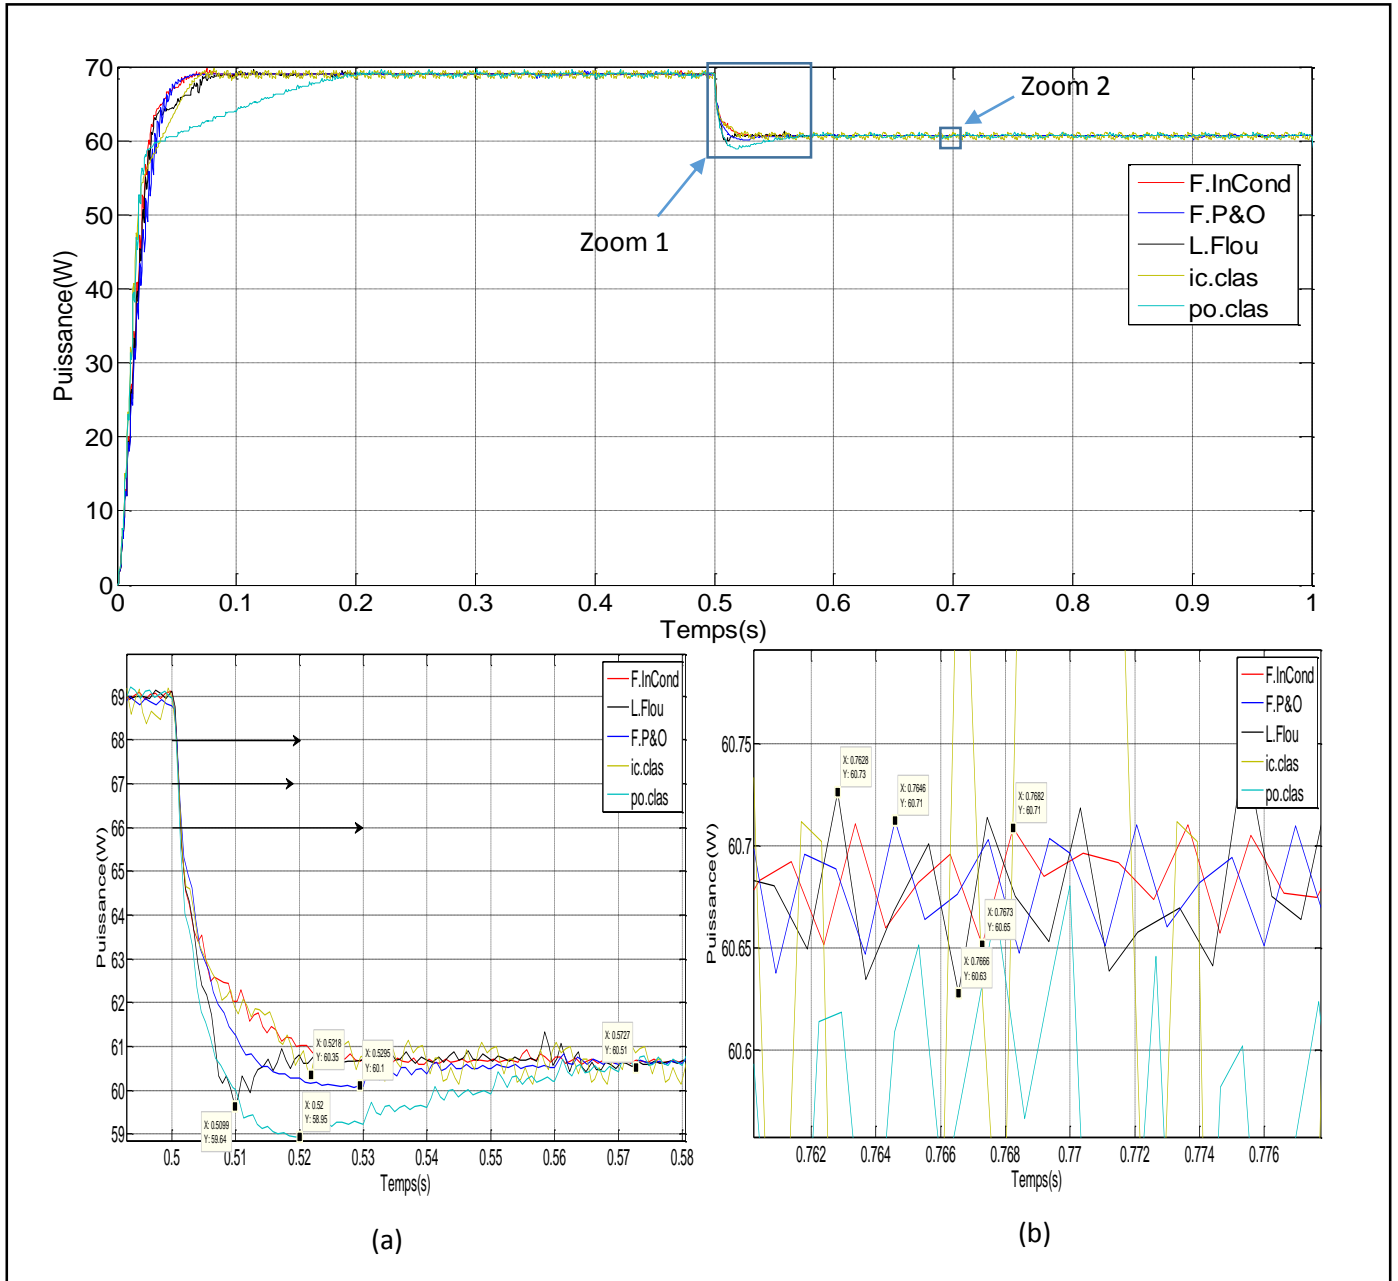 70
60
50
40
30
20
10
0
Puissance(W)
0 0.1 0.2 0.3 0.4 0.5 0.6 0.7 0.8 0.9 1
Temps(s)
Zoom 1
Zoom 2
F.InCond
F.P&O
L.Flou
ic.clas
po.clas
69
68
67
66
65
64
63
62
61
60
59
Puissance(W)
F.InCond
L.Flou
F.P&O
ic.clas
po.clas
X: 0.5218
Y: 60.35
X: 0.5295
Y: 60.1
X: 0.5727
Y: 60.51
X: 0.5099
Y: 59.64
X: 0.52
Y: 58.95
0.5 0.51 0.52 0.53 0.54 0.55 0.56 0.57 0.58
Temps(s)
(a)
60.75
60.7
60.65
60.6
Puissance(W)
F.InCond
F.P&O
L.Flou
ic.clas
po.clas
X: 0.7628
Y: 60.73
X: 0.7646
Y: 60.71
X: 0.7682
Y: 60.71
X: 0.7673
Y: 60.65
X: 0.7666
Y: 60.63
0.762 0.764 0.766 0.768 0.77 0.772 0.774 0.776
Temps(s)
(b)